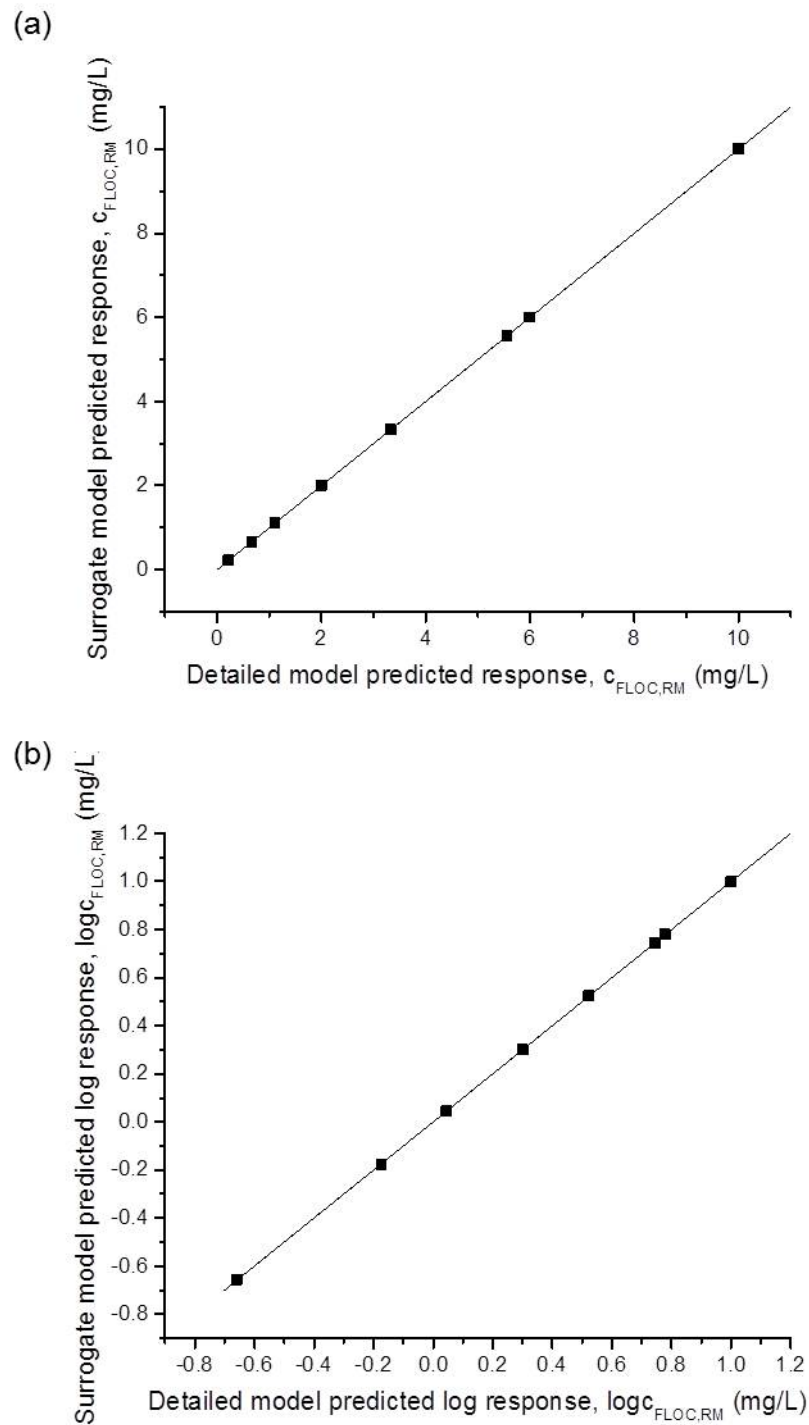 (a)
Surrogate model predicted response, cFLOC,RM (mg/L)
10
8
6
4
2
0
0 2 4 6 8 10
Detailed model predicted response, cFLOC,RM (mg/L)
(b)
Surrogate model predicted log response, logcFLOC,RM (mg/L)
1.2
1.0
0.8
0.6
0.4
0.2
0.0
-0.2
-0.4
-0.6
-0.8
-0.8 -0.6 -0.4 -0.2 0.0 0.2 0.4 0.6 0.8 1.0 1.2
Detailed model predicted log response, logcFLOC,RM (mg/L)